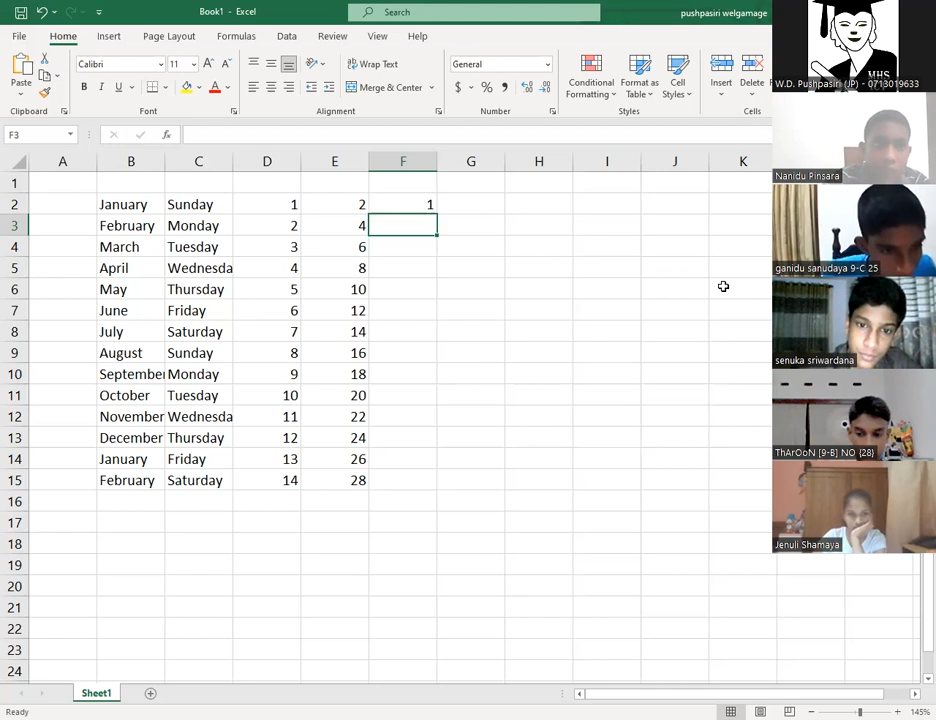 Book1 - Excel
Search
pushpasiri welgamage
File Home Insert Page Layout Formulas Data Review View Help
Paste
Calibri 11
B I U
Wrap Text
Merge & Center
General
$ % ,
Conditional Formatting
Format as Table
Cell Styles
Insert
Delete
Clipboard Font Alignment Number Styles Cells
F3
fx
A B C D E F G H I J K
1
2 January Sunday 1 2 1
3 February Monday 2 4
4 March Tuesday 3 6
5 April Wednesda 4 8
6 May Thursday 5 10
7 June Friday 6 12
8 July Saturday 7 14
9 August Sunday 8 16
10 September Monday 9 18
11 October Tuesday 10 20
12 November Wednesda 11 22
13 December Thursday 12 24
14 January Friday 13 26
15 February Saturday 14 28
16
17
18
19
20
21
22
23
24
Sheet1
Ready
145%
MHS
W.D. Pushpasiri (JP) - 0713019633
Nanidu Pinsara
ganidu sanudaya 9-C 25
senuka sriwardana
ThArOoN [9-B] NO {28}
Jenuli Shamaya